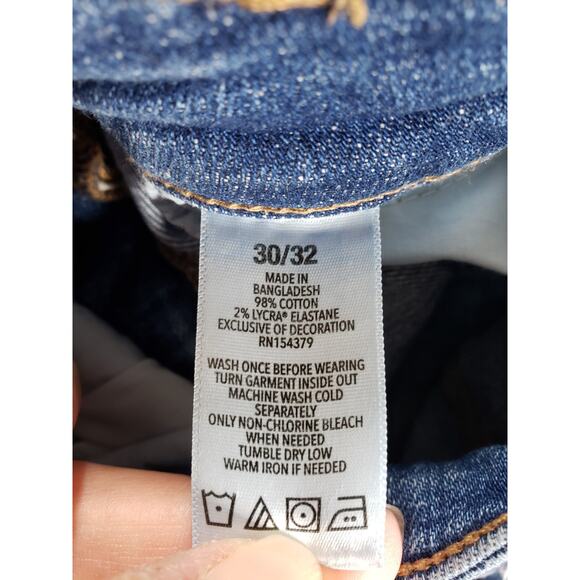 30/32
MADE IN
BANGLADESH
98% COTTON
2% LYCRA® ELASTANE
EXCLUSIVE OF DECORATION
RN154379
WASH ONCE BEFORE WEARING
TURN GARMENT INSIDE OUT
MACHINE WASH COLD
SEPARATELY
ONLY NON-CHLORINE BLEACH
WHEN NEEDED
TUMBLE DRY LOW
WARM IRON IF NEEDED